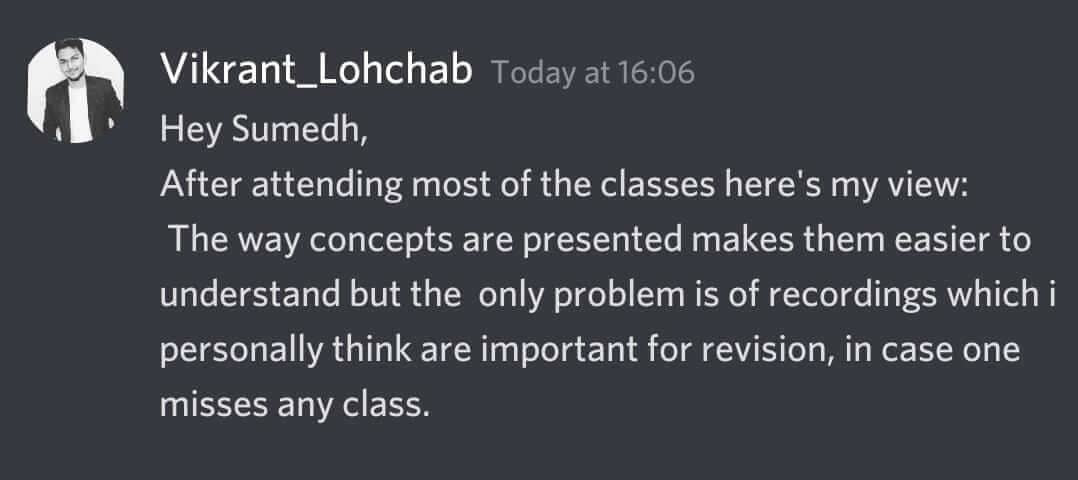 Vikrant_Lohchab Today at 16:06
Hey Sumedh,
After attending most of the classes here's my view:
The way concepts are presented makes them easier to
understand but the  only problem is of recordings which i
personally think are important for revision, in case one
misses any class.